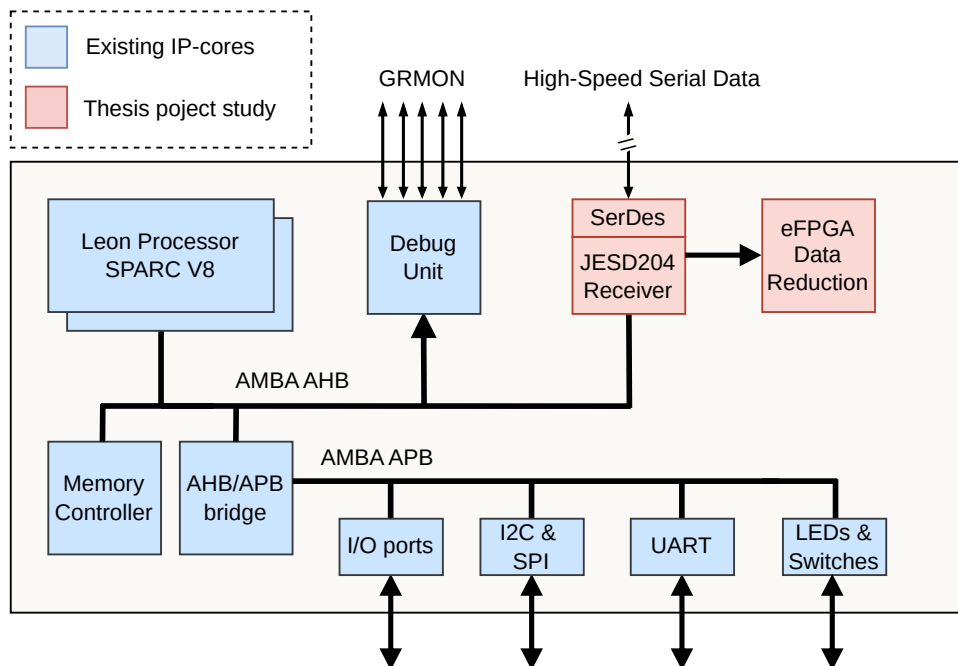 Existing IP-cores
Thesis poject study
GRMON
High-Speed Serial Data
Leon Processor
SPARC V8
Debug
Unit
SerDes
JESD204
Receiver
eFPGA
Data
Reduction
AMBA AHB
Memory
Controller
AHB/APB
bridge
AMBA APB
I/O ports
I2C &
SPI
UART
LEDs &
Switches